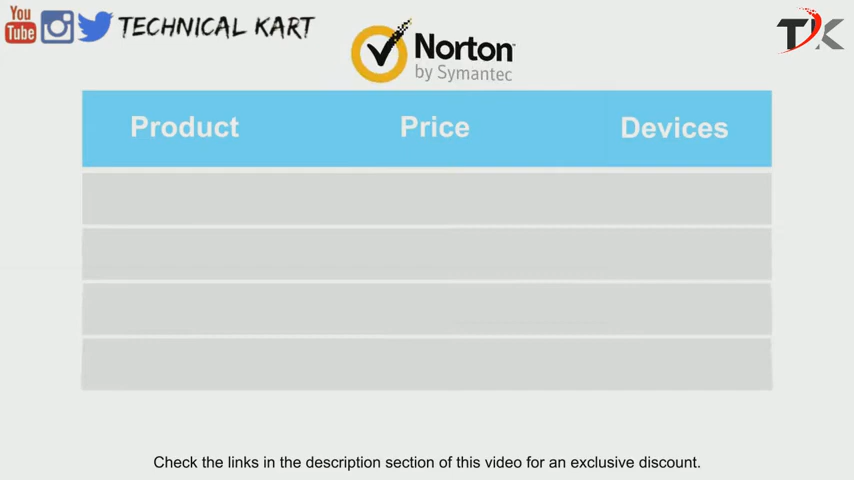 You
Tube
TECHNICAL KART
Norton
by Symantec
TK
Product Price Devices
Check the links in the description section of this video for an exclusive discount.